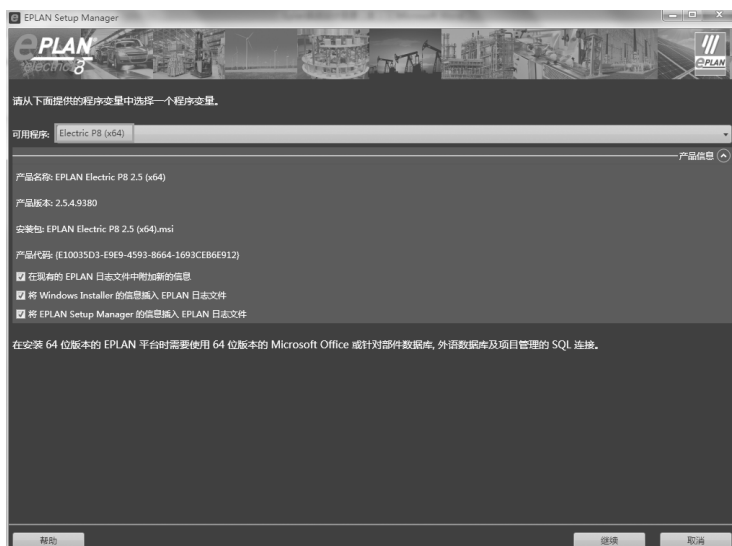 EPLAN Setup Manager
ePLAN
electric P8
EPLAN
请从下面提供的程序变量中选择一个程序变量。
可用程序: Electric P8 (x64)
产品信息
产品名称: EPLAN Electric P8 2.5 (x64)
产品版本: 2.5.4.9380
安装包: EPLAN Electric P8 2.5 (x64).msi
产品代码: {E10035D3-E9E9-4593-8664-1693CEB6E912}
在现有的 EPLAN 日志文件中附加新的信息
将 Windows Installer 的信息插入 EPLAN 日志文件
将 EPLAN Setup Manager 的信息插入 EPLAN 日志文件
在安装 64 位版本的 EPLAN 平台时需要使用 64 位版本的 Microsoft Office 或针对部件数据库, 外语数据库及项目管理的 SQL 连接。
帮助 继续 取消